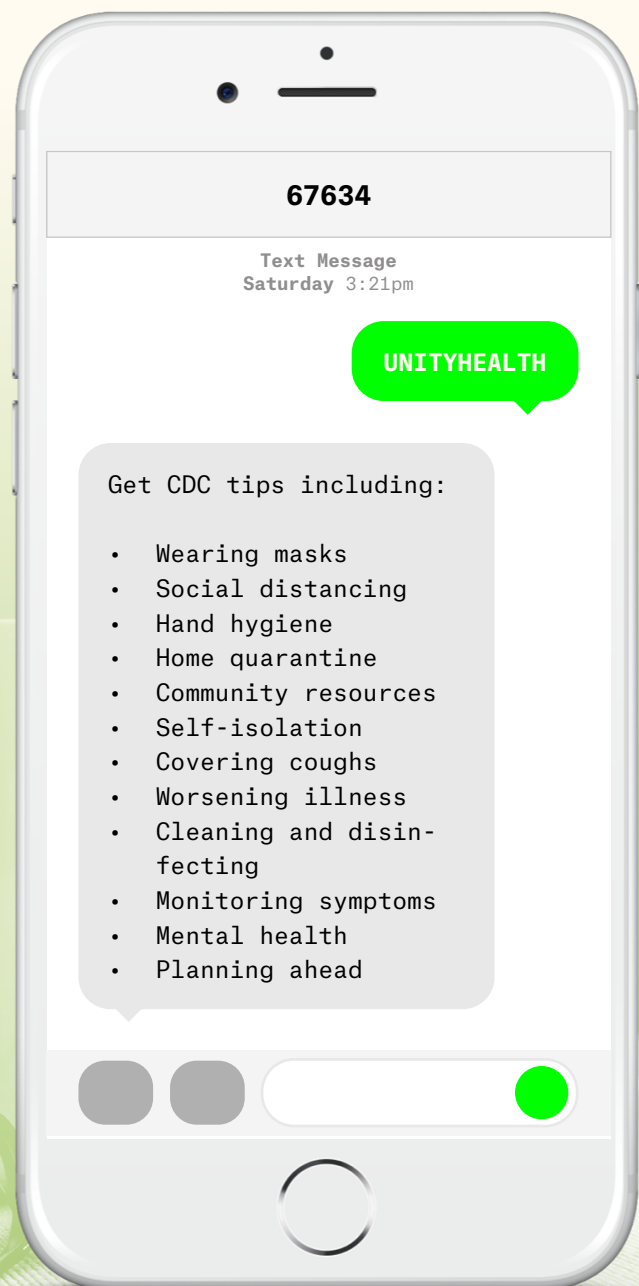 67634
Text Message
Saturday 3:21pm
UNITYHEALTH
Get CDC tips including:
• Wearing masks
• Social distancing
• Hand hygiene
• Home quarantine
• Community resources
• Self-isolation
• Covering coughs
• Worsening illness
• Cleaning and disin-
fecting
• Monitoring symptoms
• Mental health
• Planning ahead